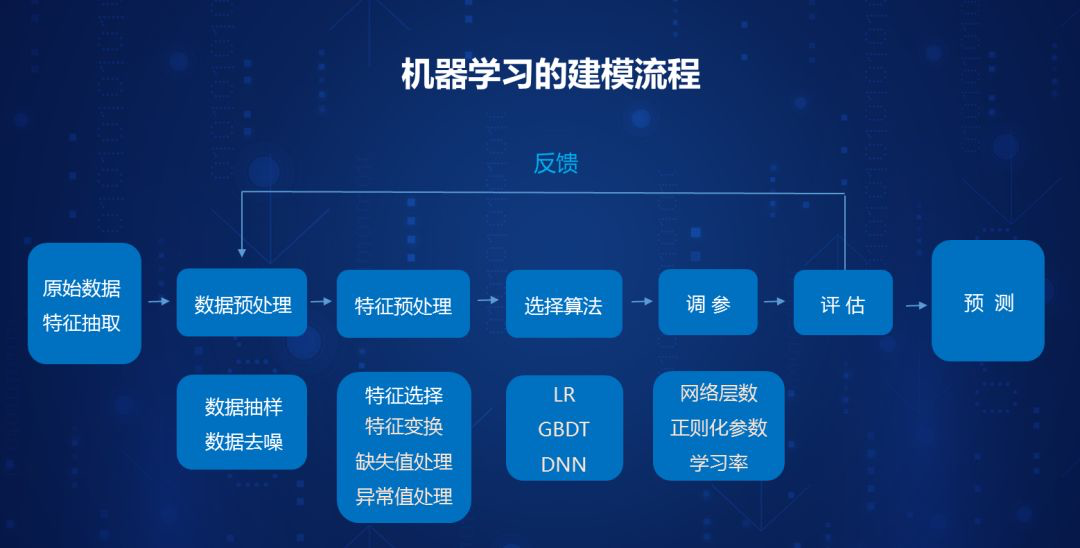 机器学习的建模流程
反馈
原始数据
特征抽取
数据预处理
特征预处理
选择算法
调 参
评 估
预 测
数据抽样
数据去噪
特征选择
特征变换
缺失值处理
异常值处理
LR
GBDT
DNN
网络层数
正则化参数
学习率